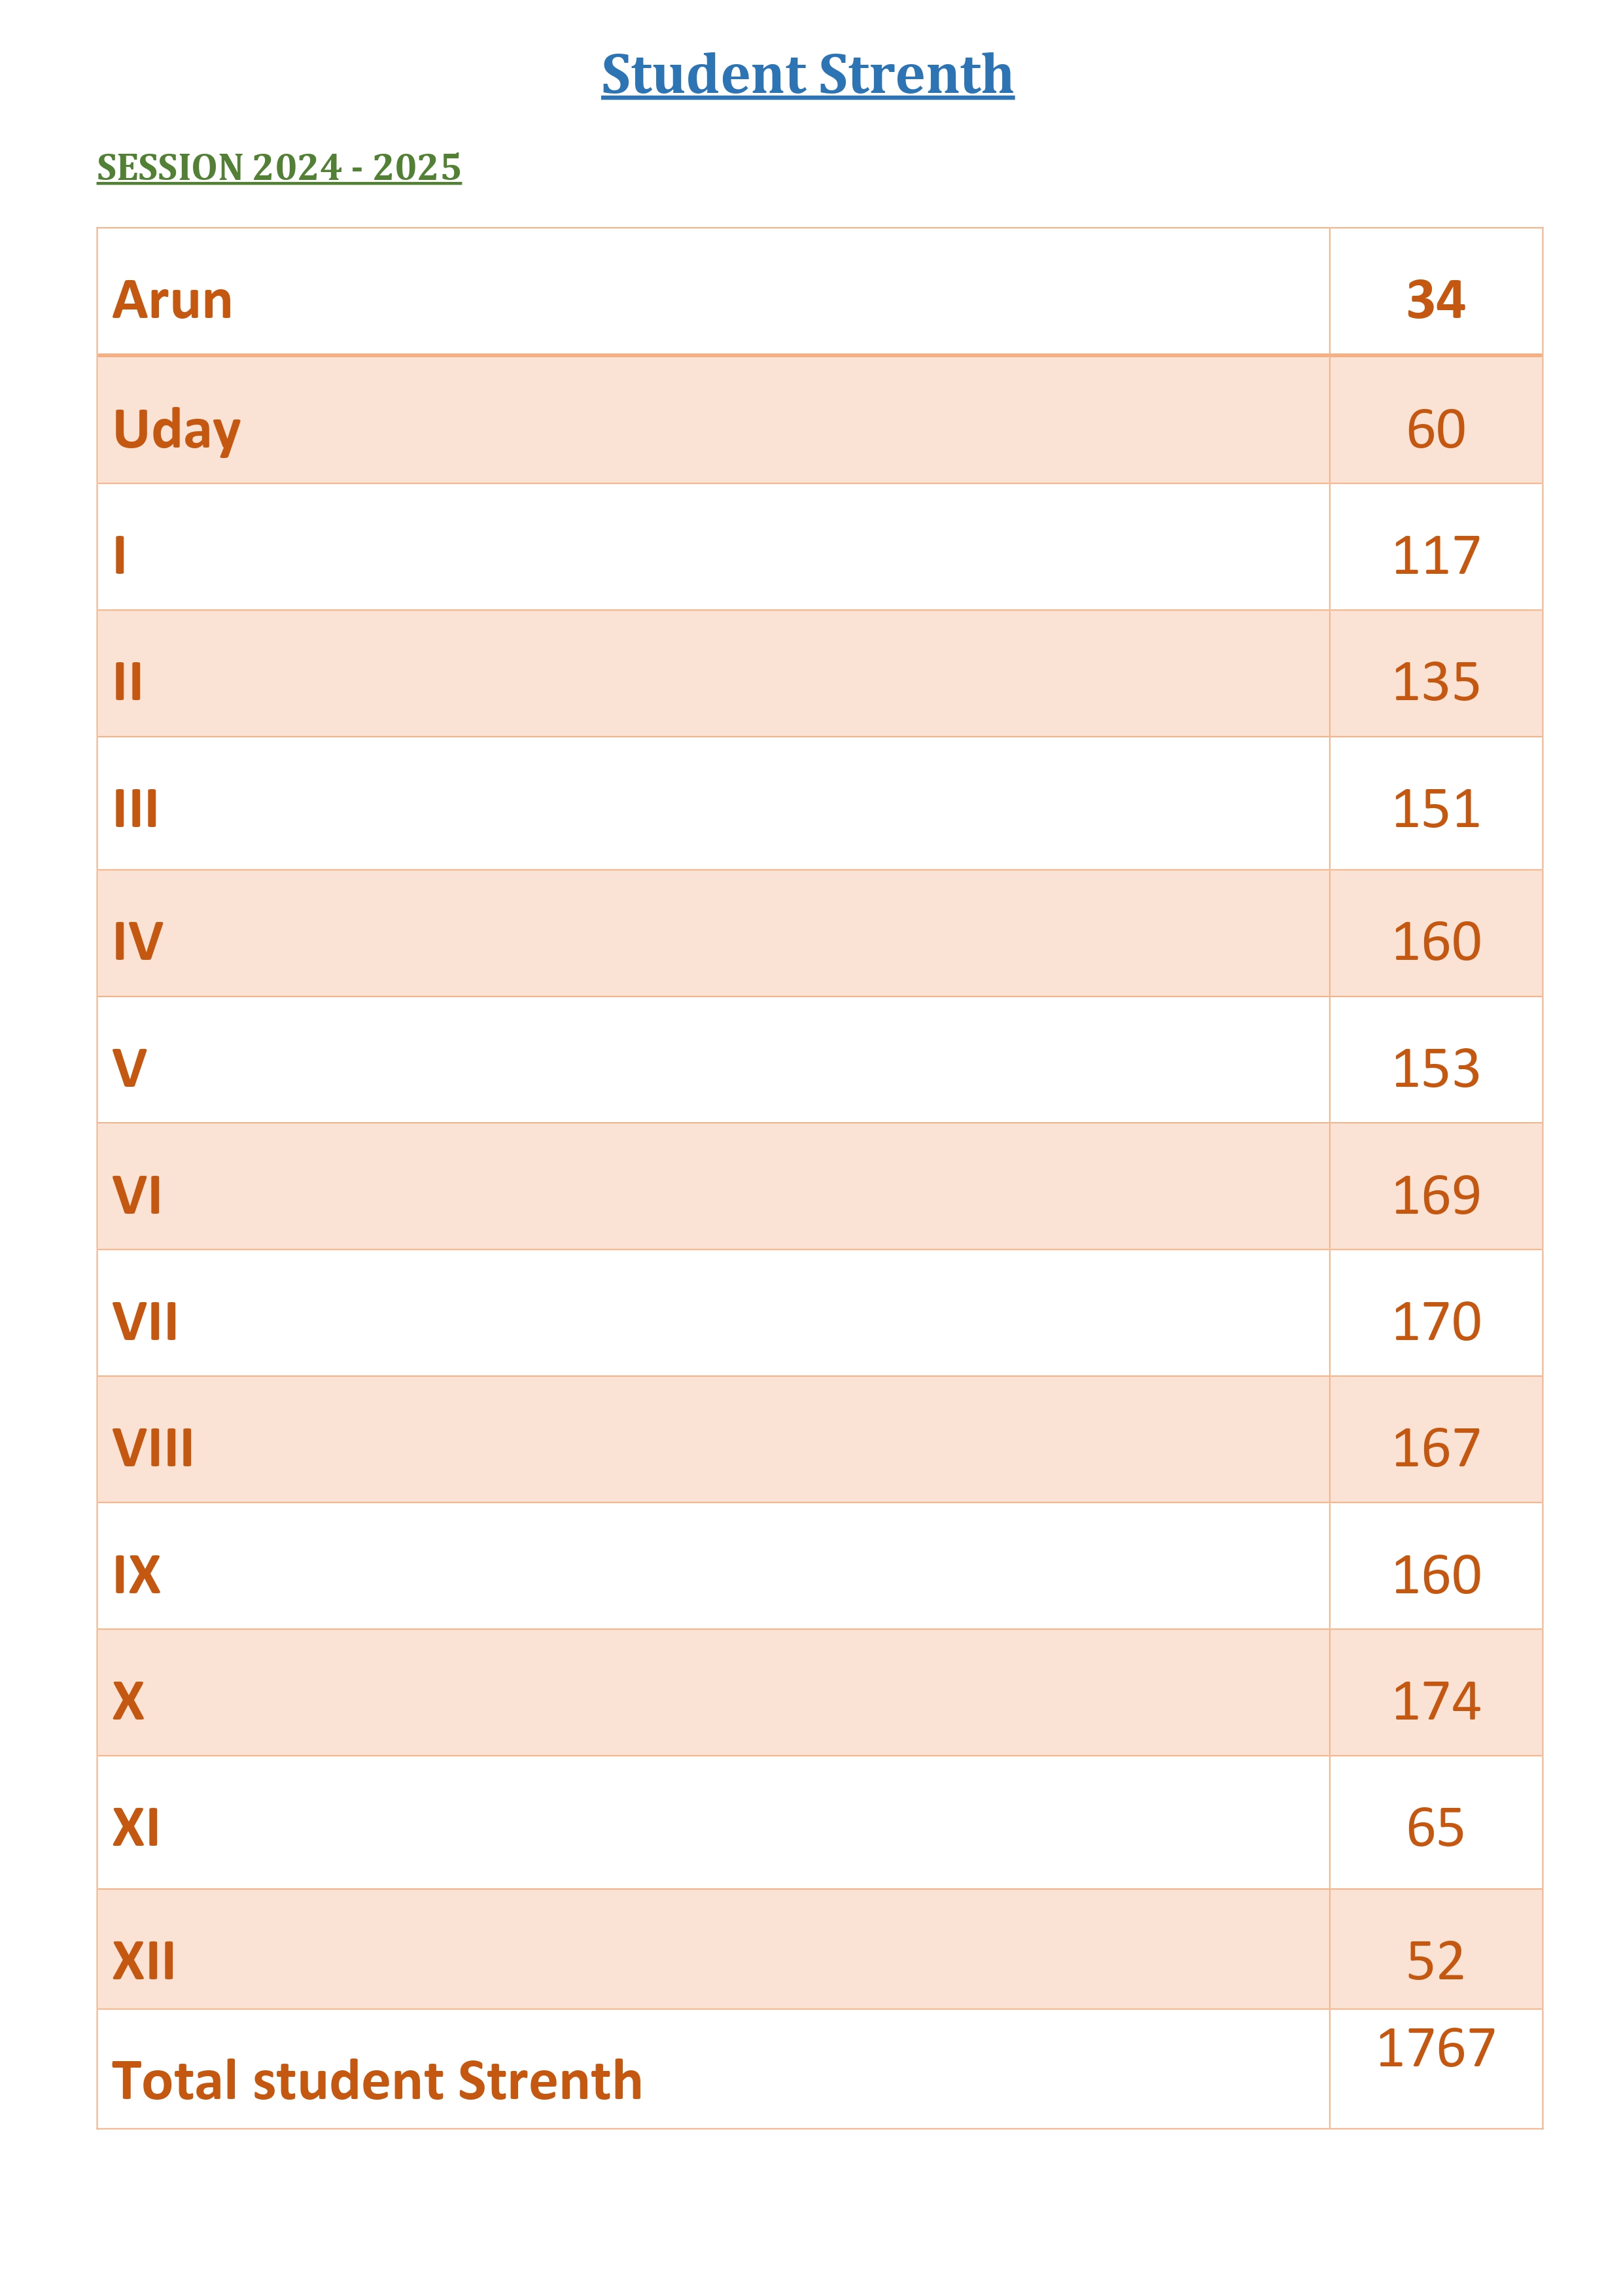 Student Strenth
SESSION 2024 - 2025
Arun 34
Uday 60
I 117
II 135
III 151
IV 160
V 153
VI 169
VII 170
VIII 167
IX 160
X 174
XI 65
XII 52
Total student Strenth 1767